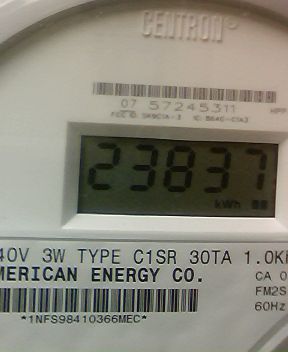 CENTRON®
07 57245311
23837
kWh
40V 3W TYPE C1SR 30TA 1.0K
MERICAN ENERGY CO.
CA 0
FM2S
60Hz
*1NFS98410366MEC*